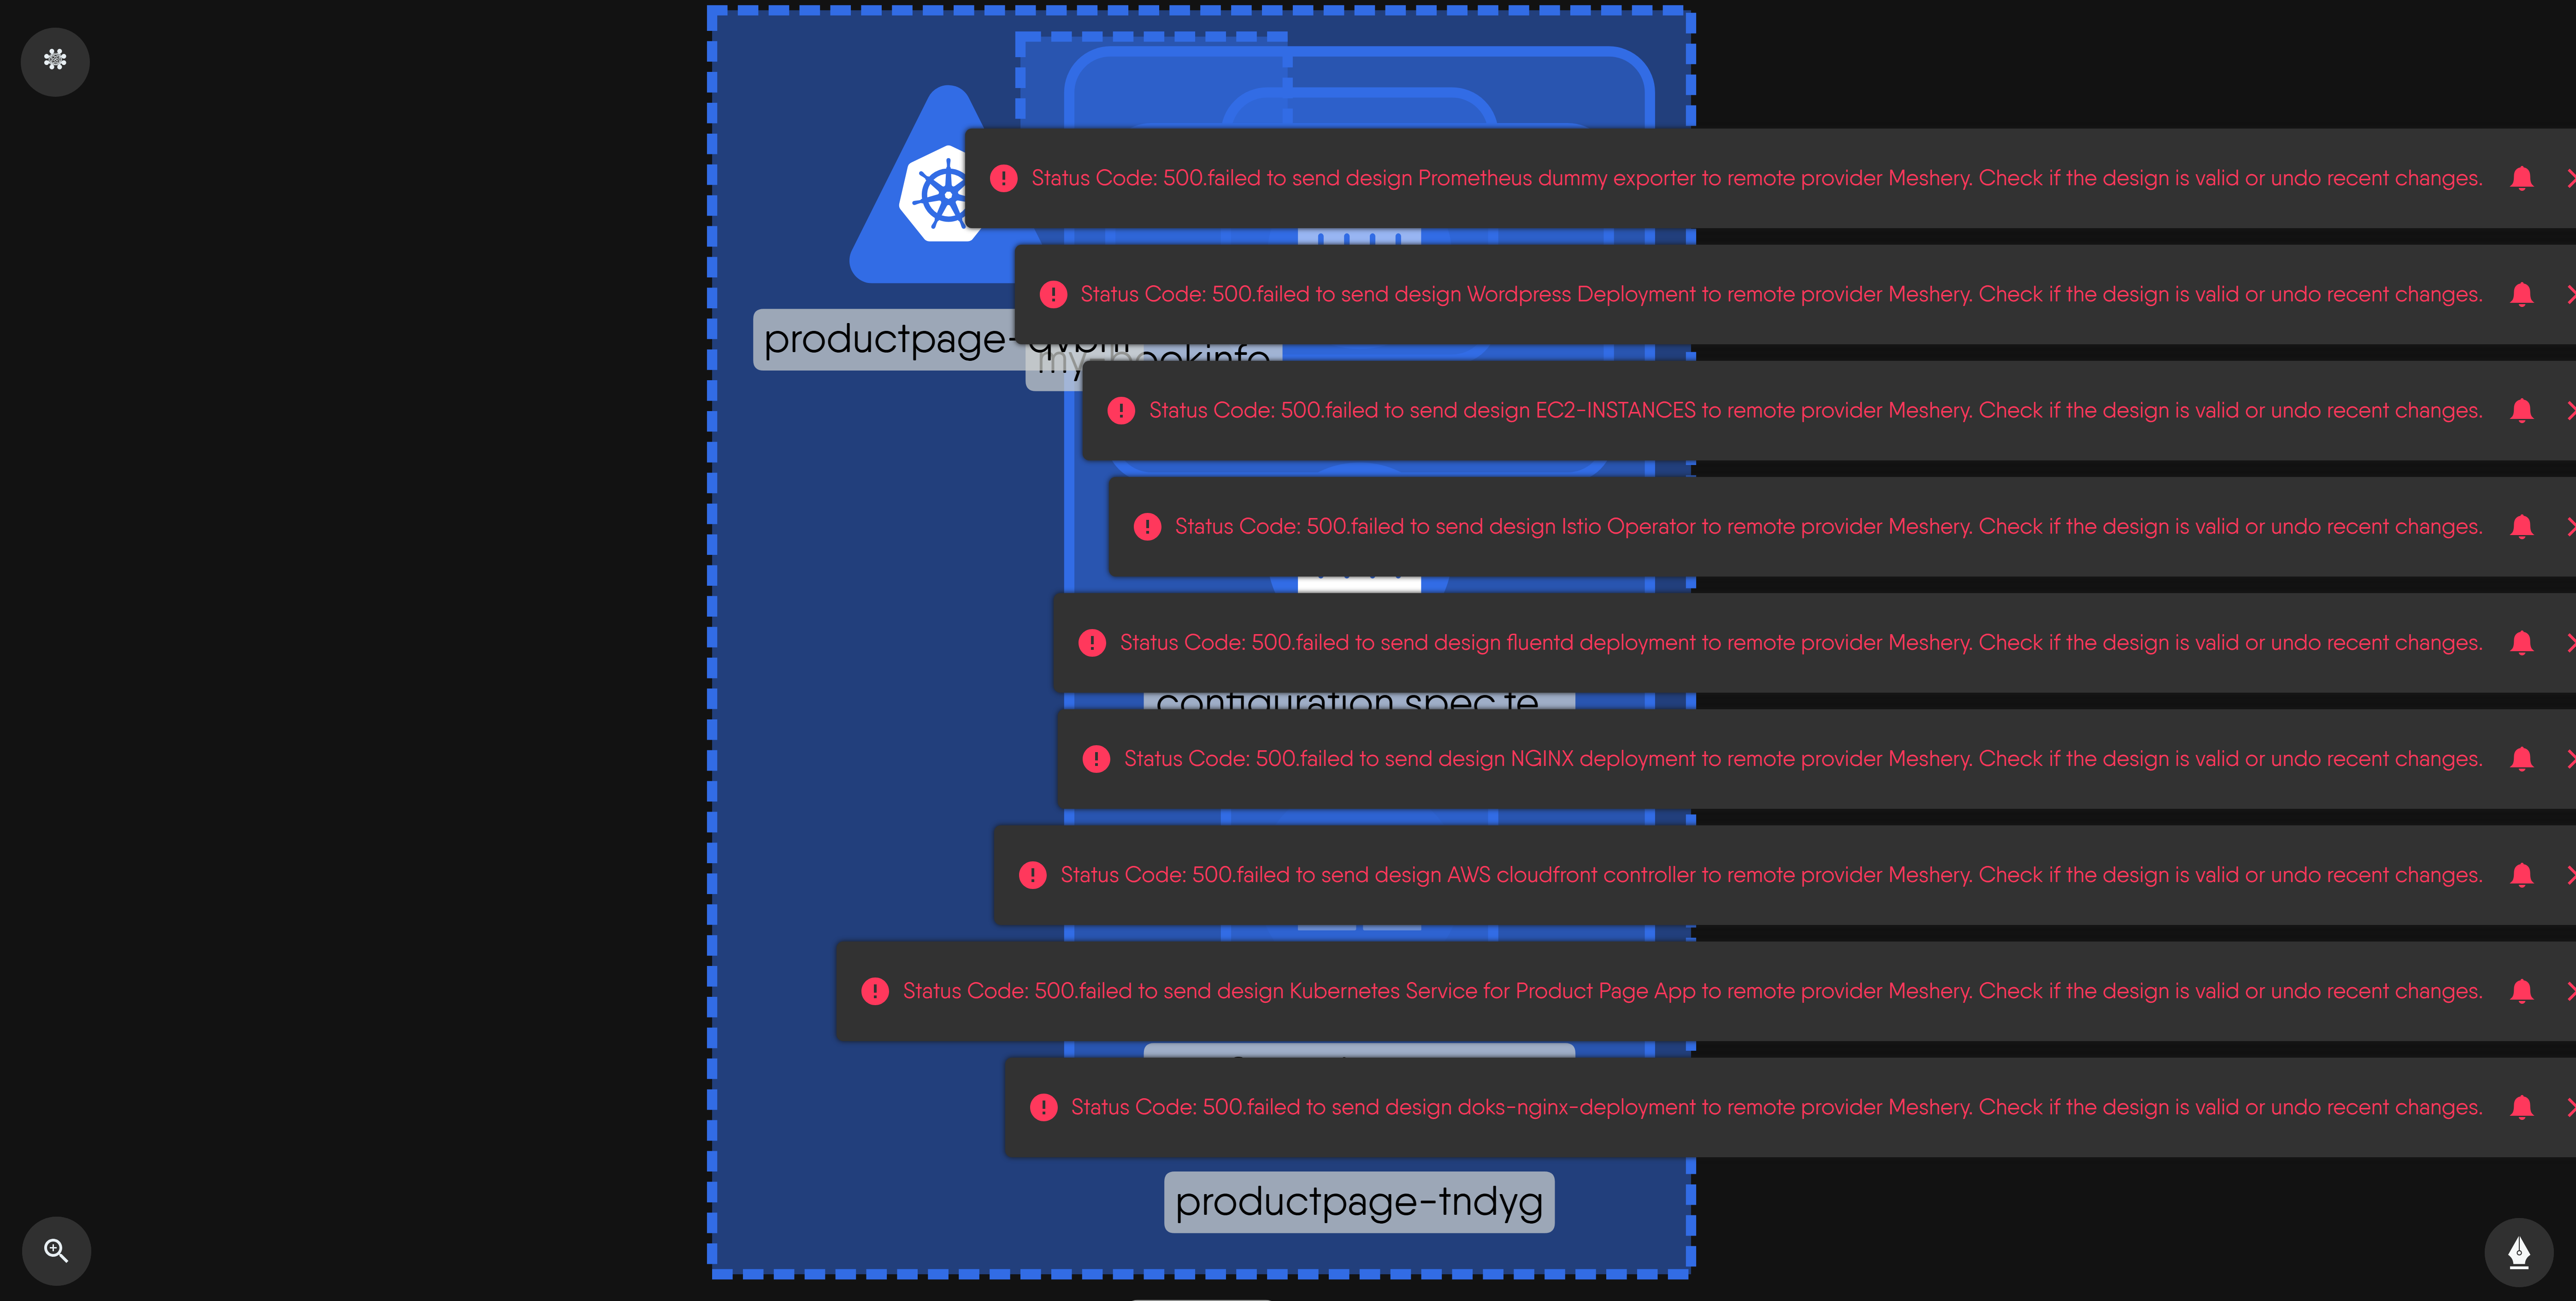 Status Code: 500.failed to send design Prometheus dummy exporter to remote provider Meshery. Check if the design is valid or undo recent changes.
Status Code: 500.failed to send design Wordpress Deployment to remote provider Meshery. Check if the design is valid or undo recent changes.
productpage-qvbhi
my-bookinfo
Status Code: 500.failed to send design EC2-INSTANCES to remote provider Meshery. Check if the design is valid or undo recent changes.
Status Code: 500.failed to send design Istio Operator to remote provider Meshery. Check if the design is valid or undo recent changes.
Status Code: 500.failed to send design fluentd deployment to remote provider Meshery. Check if the design is valid or undo recent changes.
configuration.spec.te
Status Code: 500.failed to send design NGINX deployment to remote provider Meshery. Check if the design is valid or undo recent changes.
Status Code: 500.failed to send design AWS cloudfront controller to remote provider Meshery. Check if the design is valid or undo recent changes.
Status Code: 500.failed to send design Kubernetes Service for Product Page App to remote provider Meshery. Check if the design is valid or undo recent changes.
Status Code: 500.failed to send design doks-nginx-deployment to remote provider Meshery. Check if the design is valid or undo recent changes.
productpage-tndyg